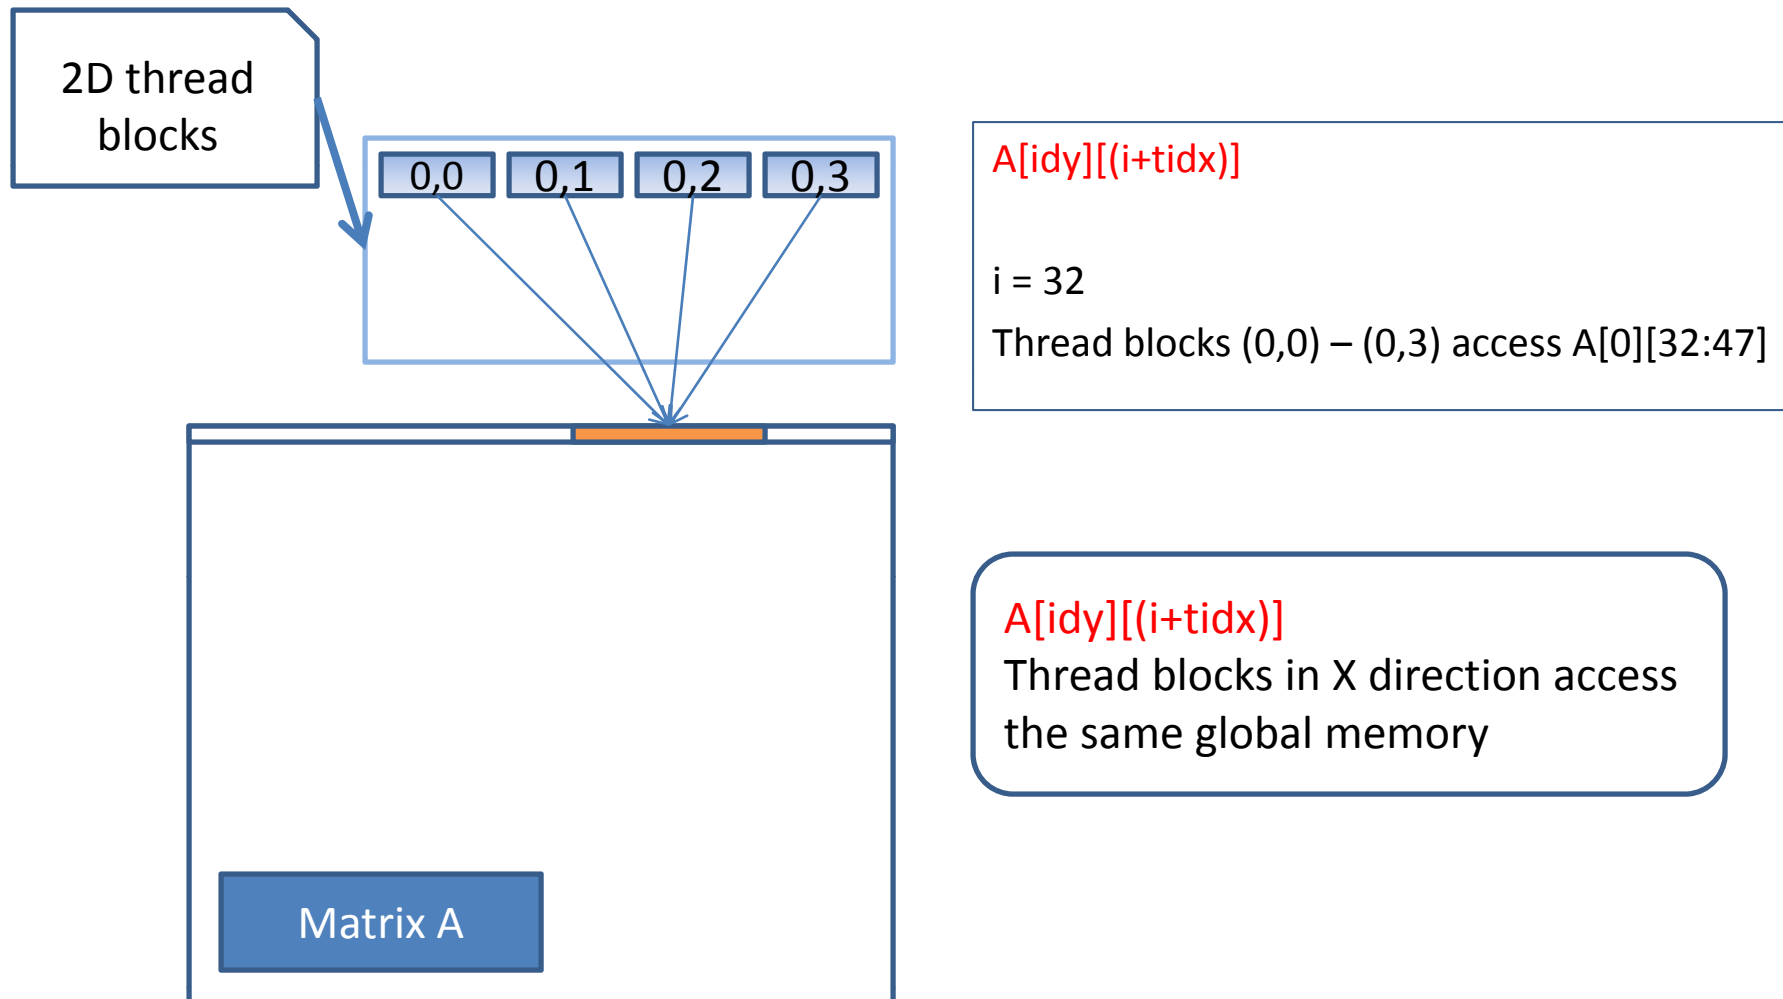 2D thread
blocks
0,0
0,1
0,2
0,3
A[idy][(i+tidx)]
i = 32
Thread blocks (0,0) – (0,3) access A[0][32:47]
A[idy][(i+tidx)]
Thread blocks in X direction access
the same global memory
Matrix A